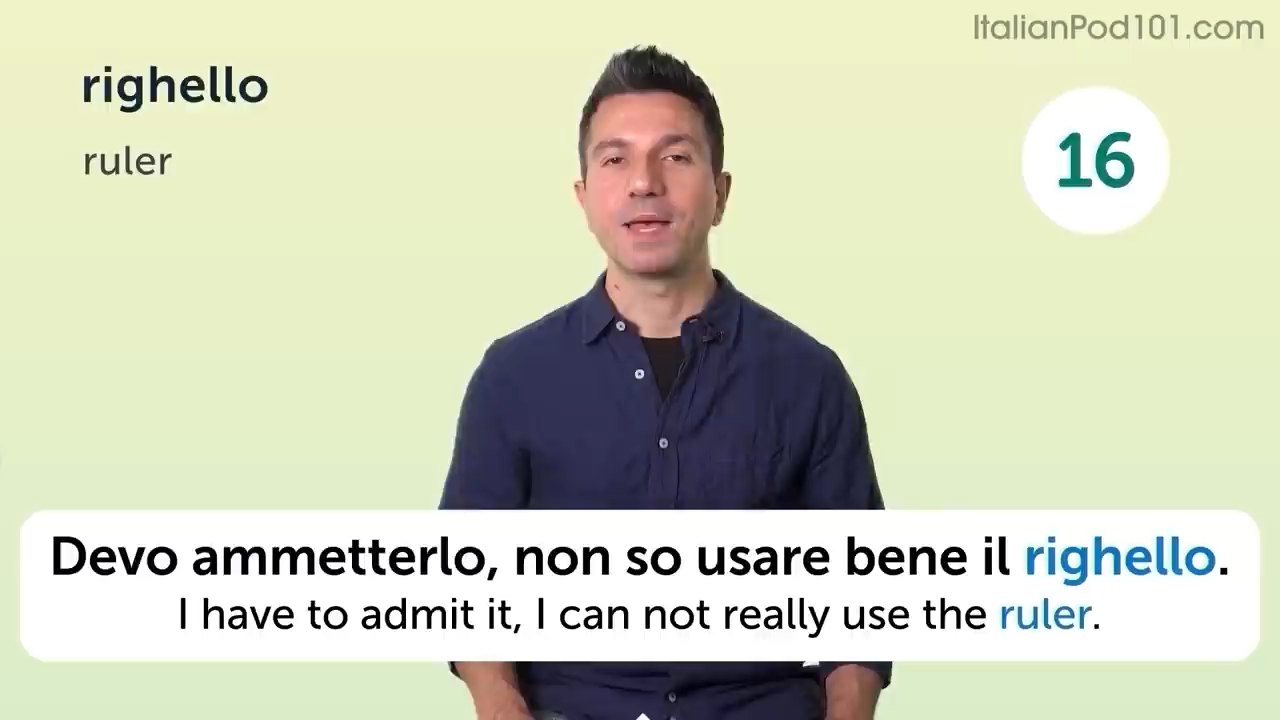 ItalianPod101.com
righello
ruler
16
Devo ammetterlo, non so usare bene il righello.
I have to admit it, I can not really use the ruler.